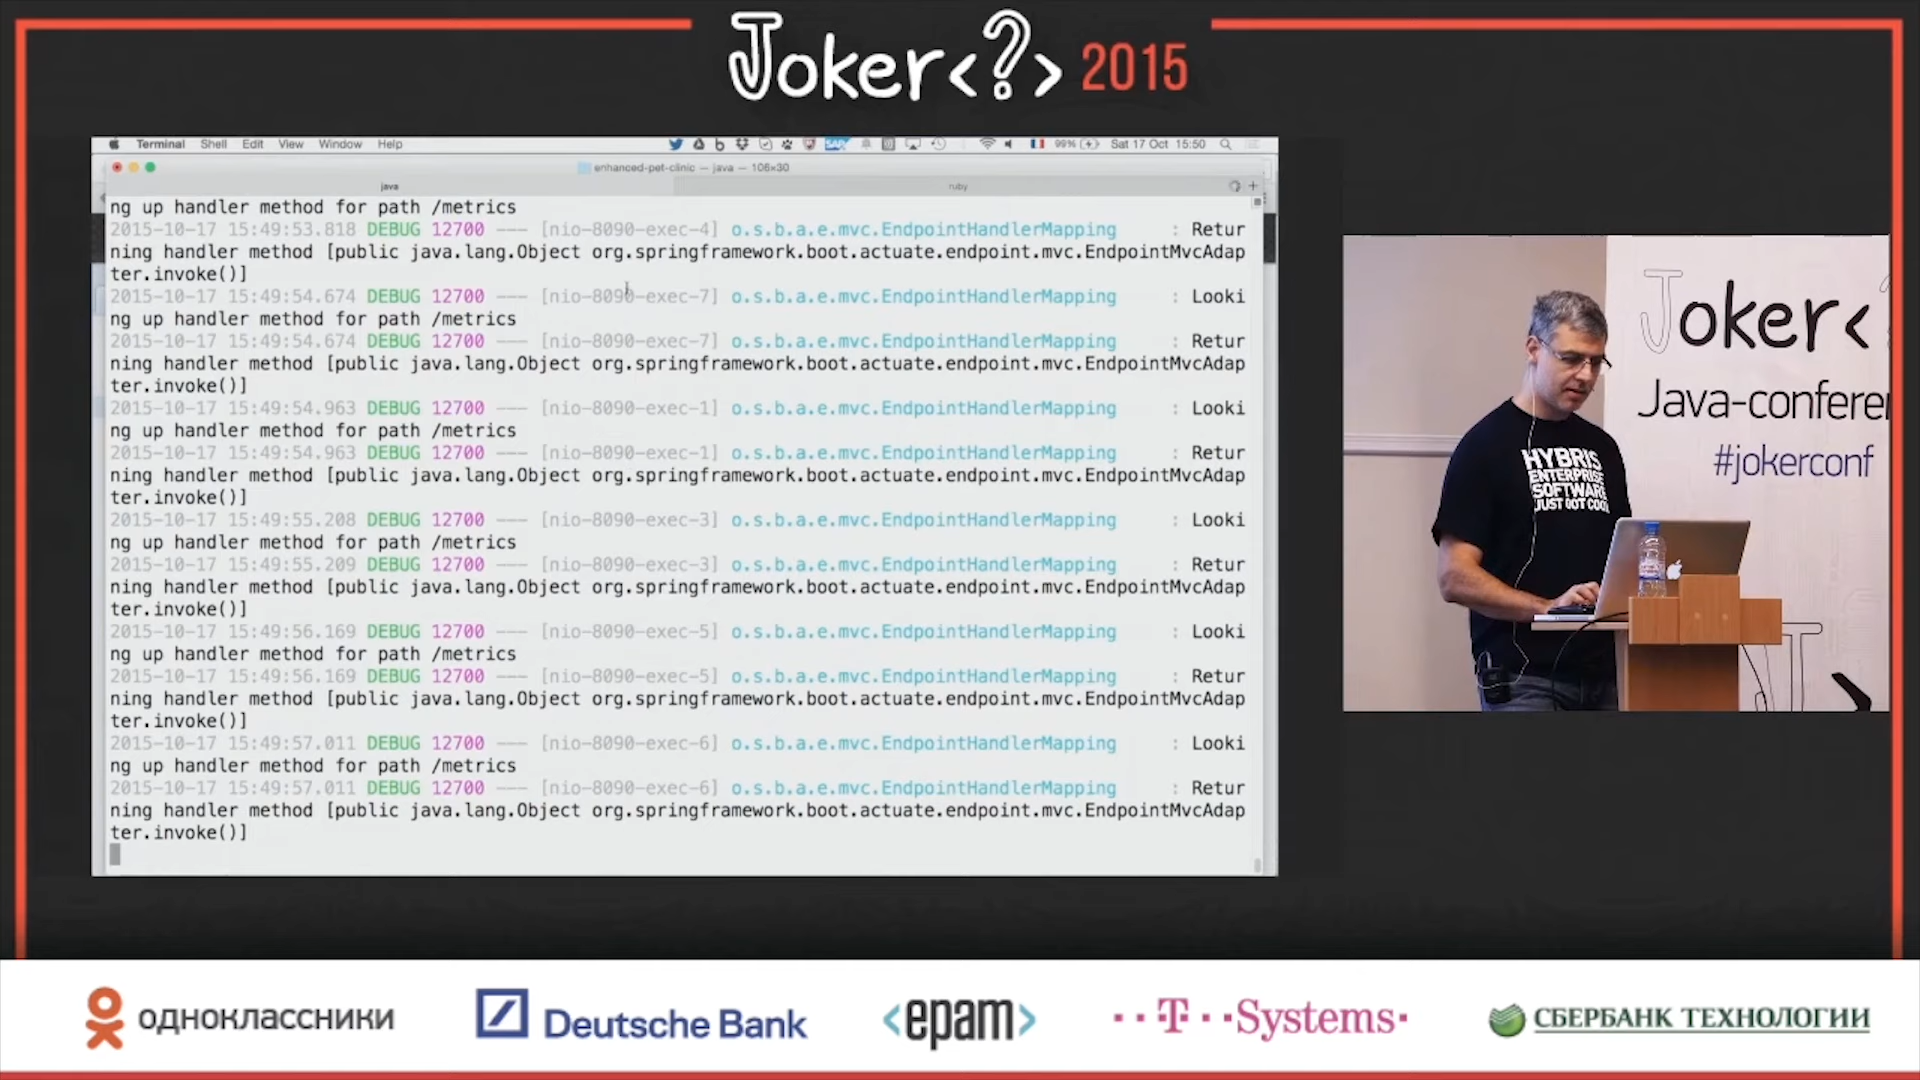 Joker<?> 2015
Terminal Shell Edit View Window Help
99% Sat 17 Oct 15:50
enhanced-pet-clinic — java — 106×30
java
ruby
ng up handler method for path /metrics
2015-10-17 15:49:53.818 DEBUG 12700 --- [nio-8090-exec-4] o.s.b.a.e.mvc.EndpointHandlerMapping : Retur
ning handler method [public java.lang.Object org.springframework.boot.actuate.endpoint.mvc.EndpointMvcAdap
ter.invoke()]
2015-10-17 15:49:54.674 DEBUG 12700 --- [nio-8090-exec-7] o.s.b.a.e.mvc.EndpointHandlerMapping : Looki
ng up handler method for path /metrics
2015-10-17 15:49:54.674 DEBUG 12700 --- [nio-8090-exec-7] o.s.b.a.e.mvc.EndpointHandlerMapping : Retur
ning handler method [public java.lang.Object org.springframework.boot.actuate.endpoint.mvc.EndpointMvcAdap
ter.invoke()]
2015-10-17 15:49:54.963 DEBUG 12700 --- [nio-8090-exec-1] o.s.b.a.e.mvc.EndpointHandlerMapping : Looki
ng up handler method for path /metrics
2015-10-17 15:49:54.963 DEBUG 12700 --- [nio-8090-exec-1] o.s.b.a.e.mvc.EndpointHandlerMapping : Retur
ning handler method [public java.lang.Object org.springframework.boot.actuate.endpoint.mvc.EndpointMvcAdap
ter.invoke()]
2015-10-17 15:49:55.208 DEBUG 12700 --- [nio-8090-exec-3] o.s.b.a.e.mvc.EndpointHandlerMapping : Looki
ng up handler method for path /metrics
2015-10-17 15:49:55.209 DEBUG 12700 --- [nio-8090-exec-3] o.s.b.a.e.mvc.EndpointHandlerMapping : Retur
ning handler method [public java.lang.Object org.springframework.boot.actuate.endpoint.mvc.EndpointMvcAdap
ter.invoke()]
2015-10-17 15:49:56.169 DEBUG 12700 --- [nio-8090-exec-5] o.s.b.a.e.mvc.EndpointHandlerMapping : Looki
ng up handler method for path /metrics
2015-10-17 15:49:56.169 DEBUG 12700 --- [nio-8090-exec-5] o.s.b.a.e.mvc.EndpointHandlerMapping : Retur
ning handler method [public java.lang.Object org.springframework.boot.actuate.endpoint.mvc.EndpointMvcAdap
ter.invoke()]
2015-10-17 15:49:57.011 DEBUG 12700 --- [nio-8090-exec-6] o.s.b.a.e.mvc.EndpointHandlerMapping : Looki
ng up handler method for path /metrics
2015-10-17 15:49:57.011 DEBUG 12700 --- [nio-8090-exec-6] o.s.b.a.e.mvc.EndpointHandlerMapping : Retur
ning handler method [public java.lang.Object org.springframework.boot.actuate.endpoint.mvc.EndpointMvcAdap
ter.invoke()]
Joker<
Java-confere
#jokerconf
HYBRIS
ENTERPRISE
SOFTWARE
JUST GOT COO
одноклассники
Deutsche Bank
<epam>
T Systems
СБЕРБАНК ТЕХНОЛОГИИ